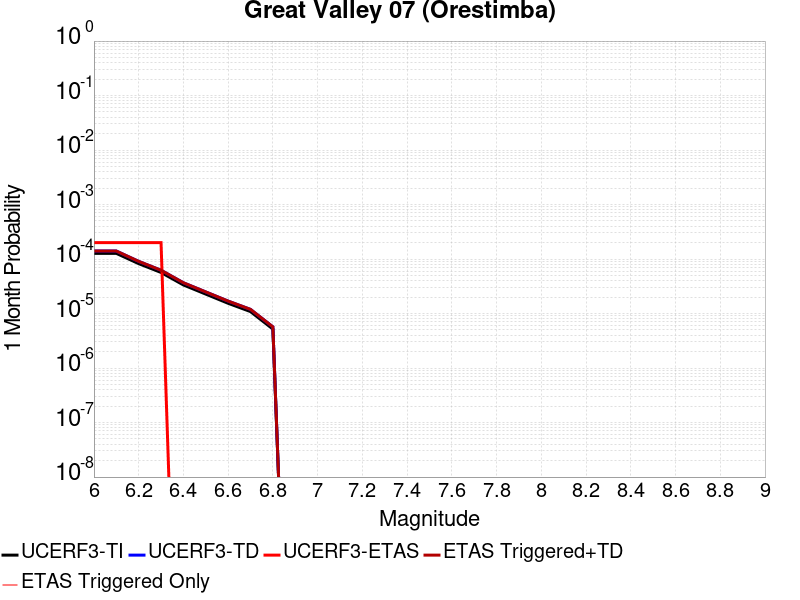 Great Valley 07 (Orestimba)
10^0
10^-1
10^-2
10^-3
10^-4
10^-5
10^-6
10^-7
10^-8
1 Month Probability
6 6.2 6.4 6.6 6.8 7 7.2 7.4 7.6 7.8 8 8.2 8.4 8.6 8.8 9
Magnitude
UCERF3-TI UCERF3-TD UCERF3-ETAS ETAS Triggered+TD
ETAS Triggered Only